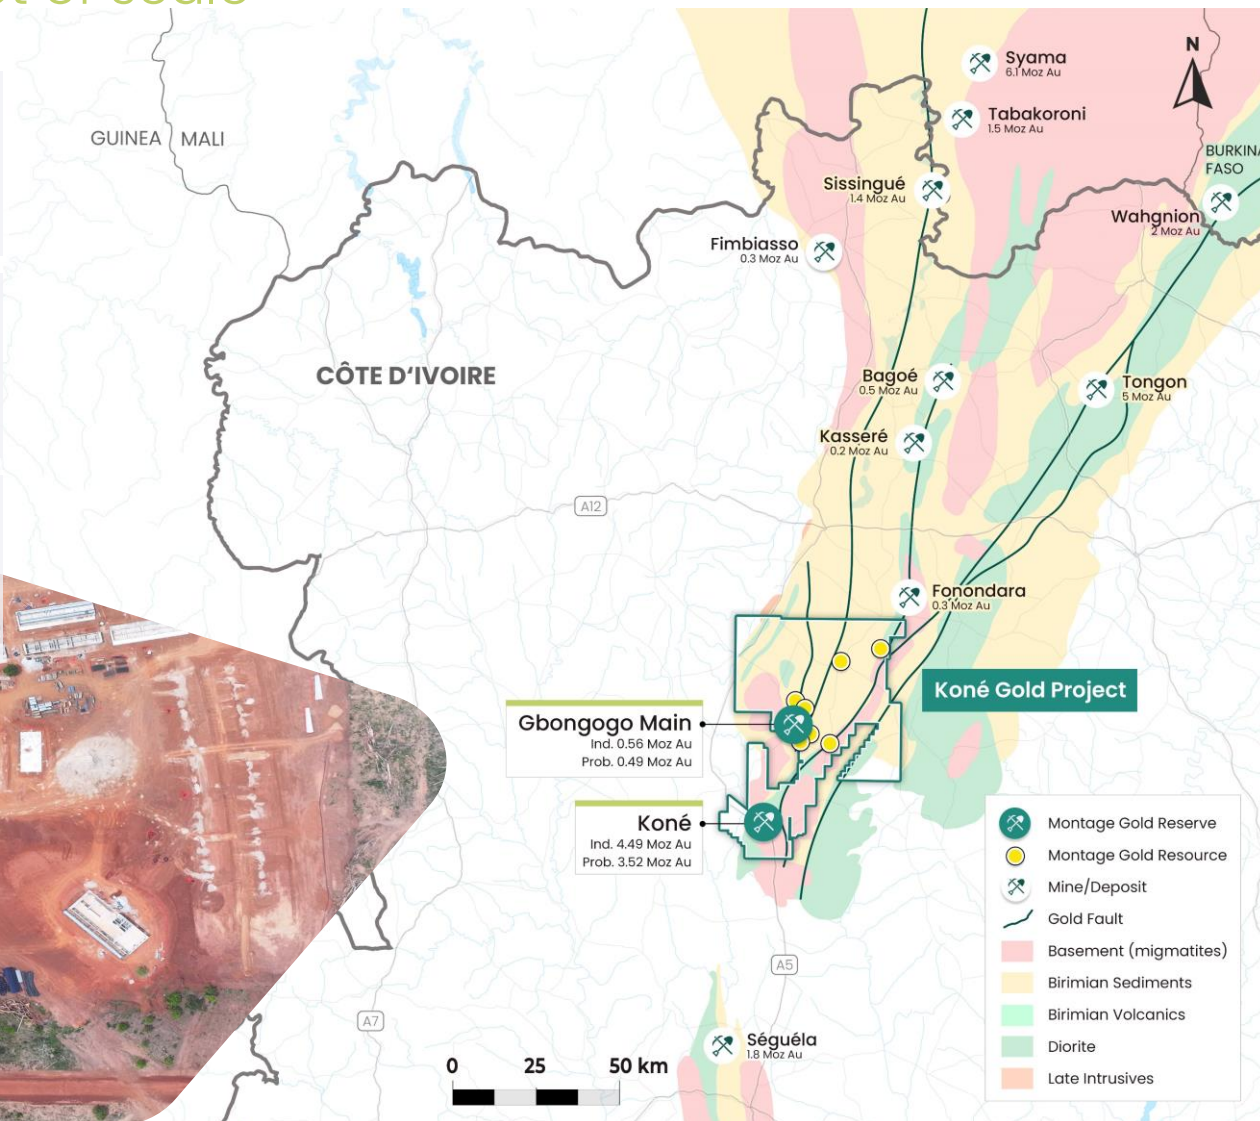 N
Syama
6.1 Moz Au
Tabakoroni
1.5 Moz Au
GUINEA
MALI
BURKINA
FASO
Sissingué
1.4 Moz Au
Wahgnion
2 Moz Au
Fimbiasso
0.3 Moz Au
CÔTE D'IVOIRE
Bagoé
0.5 Moz Au
Tongon
5 Moz Au
Kasseré
0.2 Moz Au
A12
Fonondara
0.3 Moz Au
Koné Gold Project
Gbongogo Main
Ind. 0.56 Moz Au
Prob. 0.49 Moz Au
Koné
Ind. 4.49 Moz Au
Prob. 3.52 Moz Au
Montage Gold Reserve
Montage Gold Resource
Mine/Deposit
Gold Fault
Basement (migmatites)
Birimian Sediments
Birimian Volcanics
Diorite
Late Intrusives
A5
A7
Séguéla
1.8 Moz Au
0 25 50 km